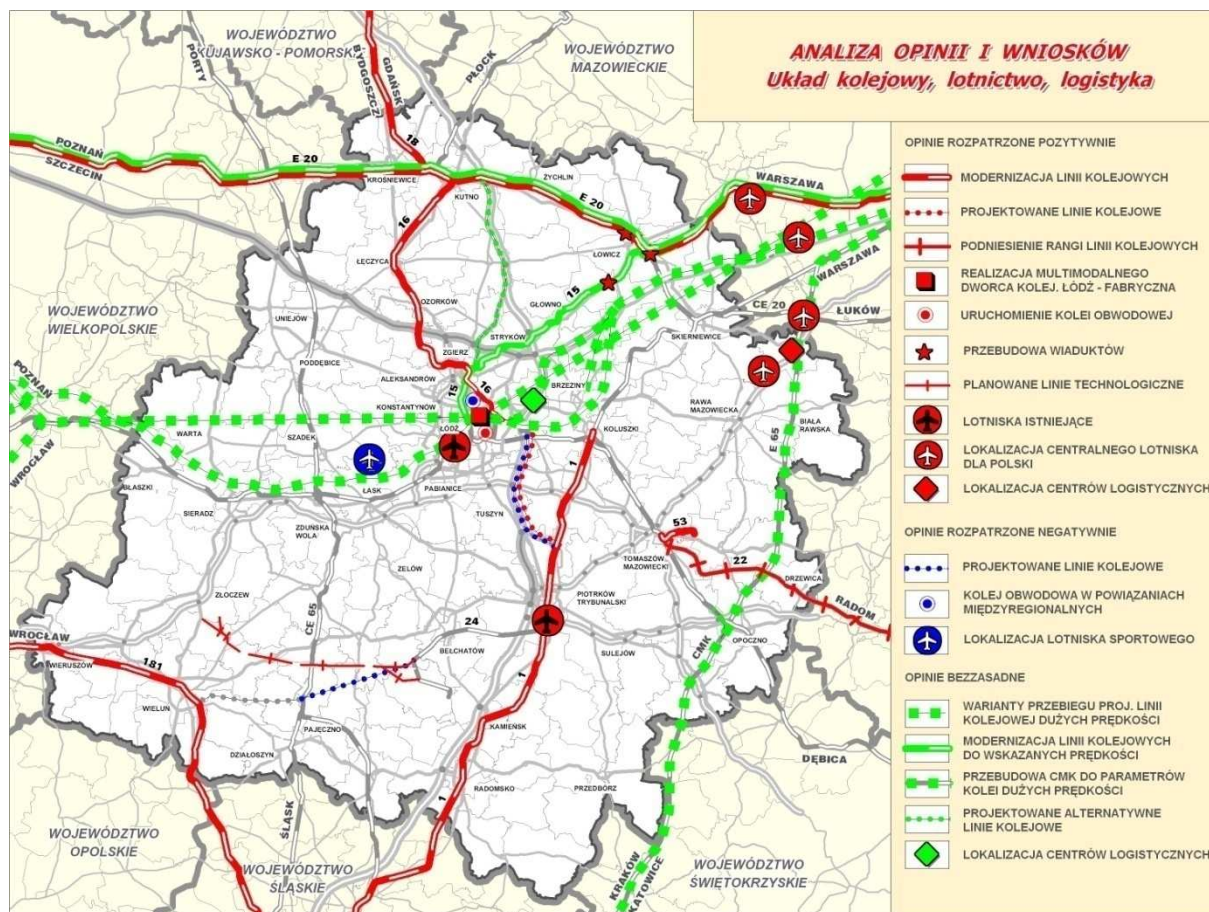 ANALIZA OPINII I WNIOSKÓW
Układ kolejowy, lotnictwo, logistyka
OPINIE ROZPATRZONE POZYTYWNIE
MODERNIZACJA LINII KOLEJOWYCH
PROJEKTOWANE LINIE KOLEJOWE
PODNIESIENIE RANGI LINII KOLEJOWYCH
REALIZACJA MULTIMODALNEGO
DWORCA KOLEJ. ŁÓDŹ - FABRYCZNA
URUCHOMIENIE KOLEI OBWODOWEJ
PRZEBUDOWA WIADUKTÓW
PLANOWANE LINIE TECHNOLOGICZNE
LOTNISKA ISTNIEJĄCE
LOKALIZACJA CENTRALNEGO LOTNISKA
DLA POLSKI
LOKALIZACJA CENTRÓW LOGISTYCZNYCH
OPINIE ROZPATRZONE NEGATYWNIE
PROJEKTOWANE LINIE KOLEJOWE
KOLEJ OBWODOWA W POWIĄZANIACH
MIĘDZYREGIONALNYCH
LOKALIZACJA LOTNISKA SPORTOWEGO
OPINIE BEZZASADNE
WARIANTY PRZEBIEGU PROJ. LINII
KOLEJOWEJ DUŻYCH PRĘDKOŚCI
MODERNIZACJA LINII KOLEJOWYCH
DO WSKAZANYCH PRĘDKOŚCI
PRZEBUDOWA CMK DO PARAMETRÓW
KOLEI DUŻYCH PRĘDKOŚCI
PROJEKTOWANE ALTERNATYWNE
LINIE KOLEJOWE
LOKALIZACJA CENTRÓW LOGISTYCZNYCH
WOJEWÓDZTWO
KUJAWSKO - POMORSKIE
WOJEWÓDZTWO
MAZOWIECKIE
PORTY
BYDGOSZCZ
GDAŃSK
PŁOCK
18
POZNAŃ
SZCZECIN
E 20
KROŚNIEWICE
ŻYCHLIN
KUTNO
E 20
WARSZAWA
16
ŁĘCZYCA
ŁOWICZ
WARSZAWA
OZORKÓW
GŁOWNO
15
CE 20
ŁUKÓW
WOJEWÓDZTWO
WIELKOPOLSKIE
UNIEJÓW
STRYKÓW
SKIERNIEWICE
ZGIERZ
PODDĘBICE
ALEKSANDRÓW
15
16
BRZEZINY
RAWA
MAZOWIECKA
POZNAŃ
KONSTANTYNÓW
BIAŁA
RAWSKA
WARTA
SZADEK
ŁÓDŹ
KOLUSZKI
E 65
WROCŁAW
BŁASZKI
ŁASK
PABIANICE
1
SIERADZ
TUSZYN
ZDUŃSKA
WOLA
53
TOMASZÓW
MAZOWIECKI
22
ZELÓW
DRZEWICA
RADOM
ZŁOCZEW
PIOTRKÓW
TRYBUNALSKI
CE 65
24
OPOCZNO
WROCŁAW
BEŁCHATÓW
SULEJÓW
CMK
WIERUSZÓW
181
1
WIELUŃ
KAMIEŃSK
PAJĘCZNO
DZIAŁOSZYN
DĘBICA
1
RADOMSKO
PRZEDBÓRZ
ŚLĄSK
WOJEWÓDZTWO
OPOLSKIE
WOJEWÓDZTWO
ŚLĄSKIE
KRAKÓW
KATOWICE
WOJEWÓDZTWO
ŚWIĘTOKRZYSKIE